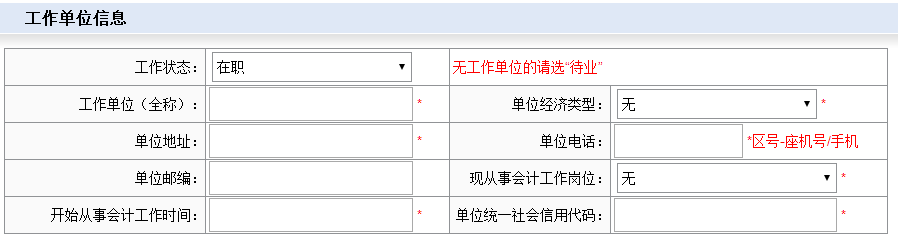 工作单位信息
工作状态： 在职 无工作单位的请选“待业”
工作单位（全称）： * 单位经济类型： 无 *
单位地址： * 单位电话： *区号-座机号/手机
单位邮编： 现从事会计工作岗位： 无 *
开始从事会计工作时间： * 单位统一社会信用代码： *